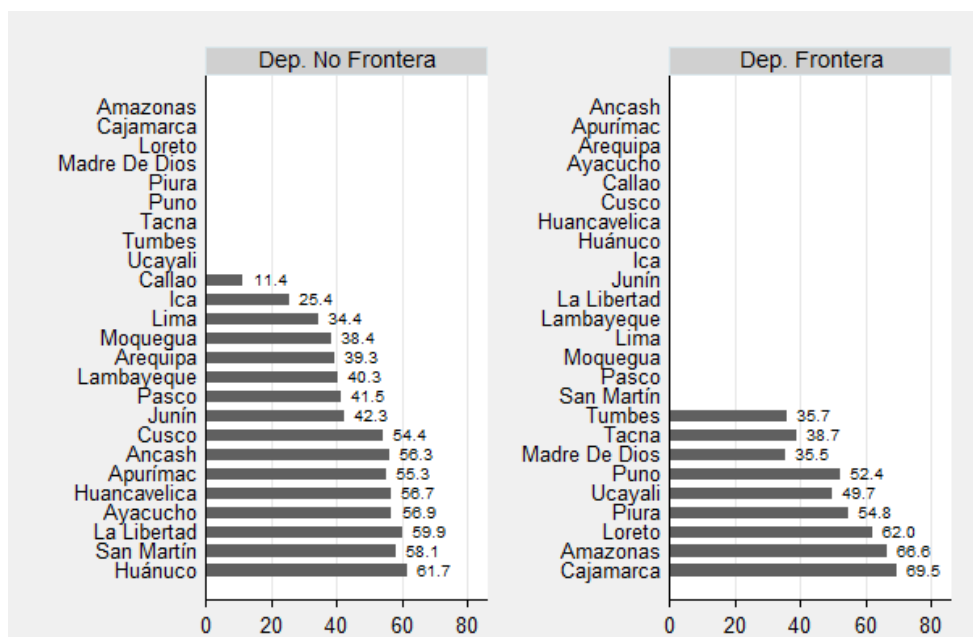 Dep. No Frontera
Amazonas
Cajamarca
Loreto
Madre De Dios
Piura
Puno
Tacna
Tumbes
Ucayali
Callao 11.4
Ica 25.4
Lima 34.4
Moquegua 38.4
Arequipa 39.3
Lambayeque 40.3
Pasco 41.5
Junín 42.3
Cusco 54.4
Ancash 56.3
Apurímac 55.3
Huancavelica 56.7
Ayacucho 56.9
La Libertad 59.9
San Martín 58.1
Huánuco 61.7
0 20 40 60 80
Dep. Frontera
Ancash
Apurímac
Arequipa
Ayacucho
Callao
Cusco
Huancavelica
Huánuco
Ica
Junín
La Libertad
Lambayeque
Lima
Moquegua
Pasco
San Martín
Tumbes 35.7
Tacna 38.7
Madre De Dios 35.5
Puno 52.4
Ucayali 49.7
Piura 54.8
Loreto 62.0
Amazonas 66.6
Cajamarca 69.5
0 20 40 60 80